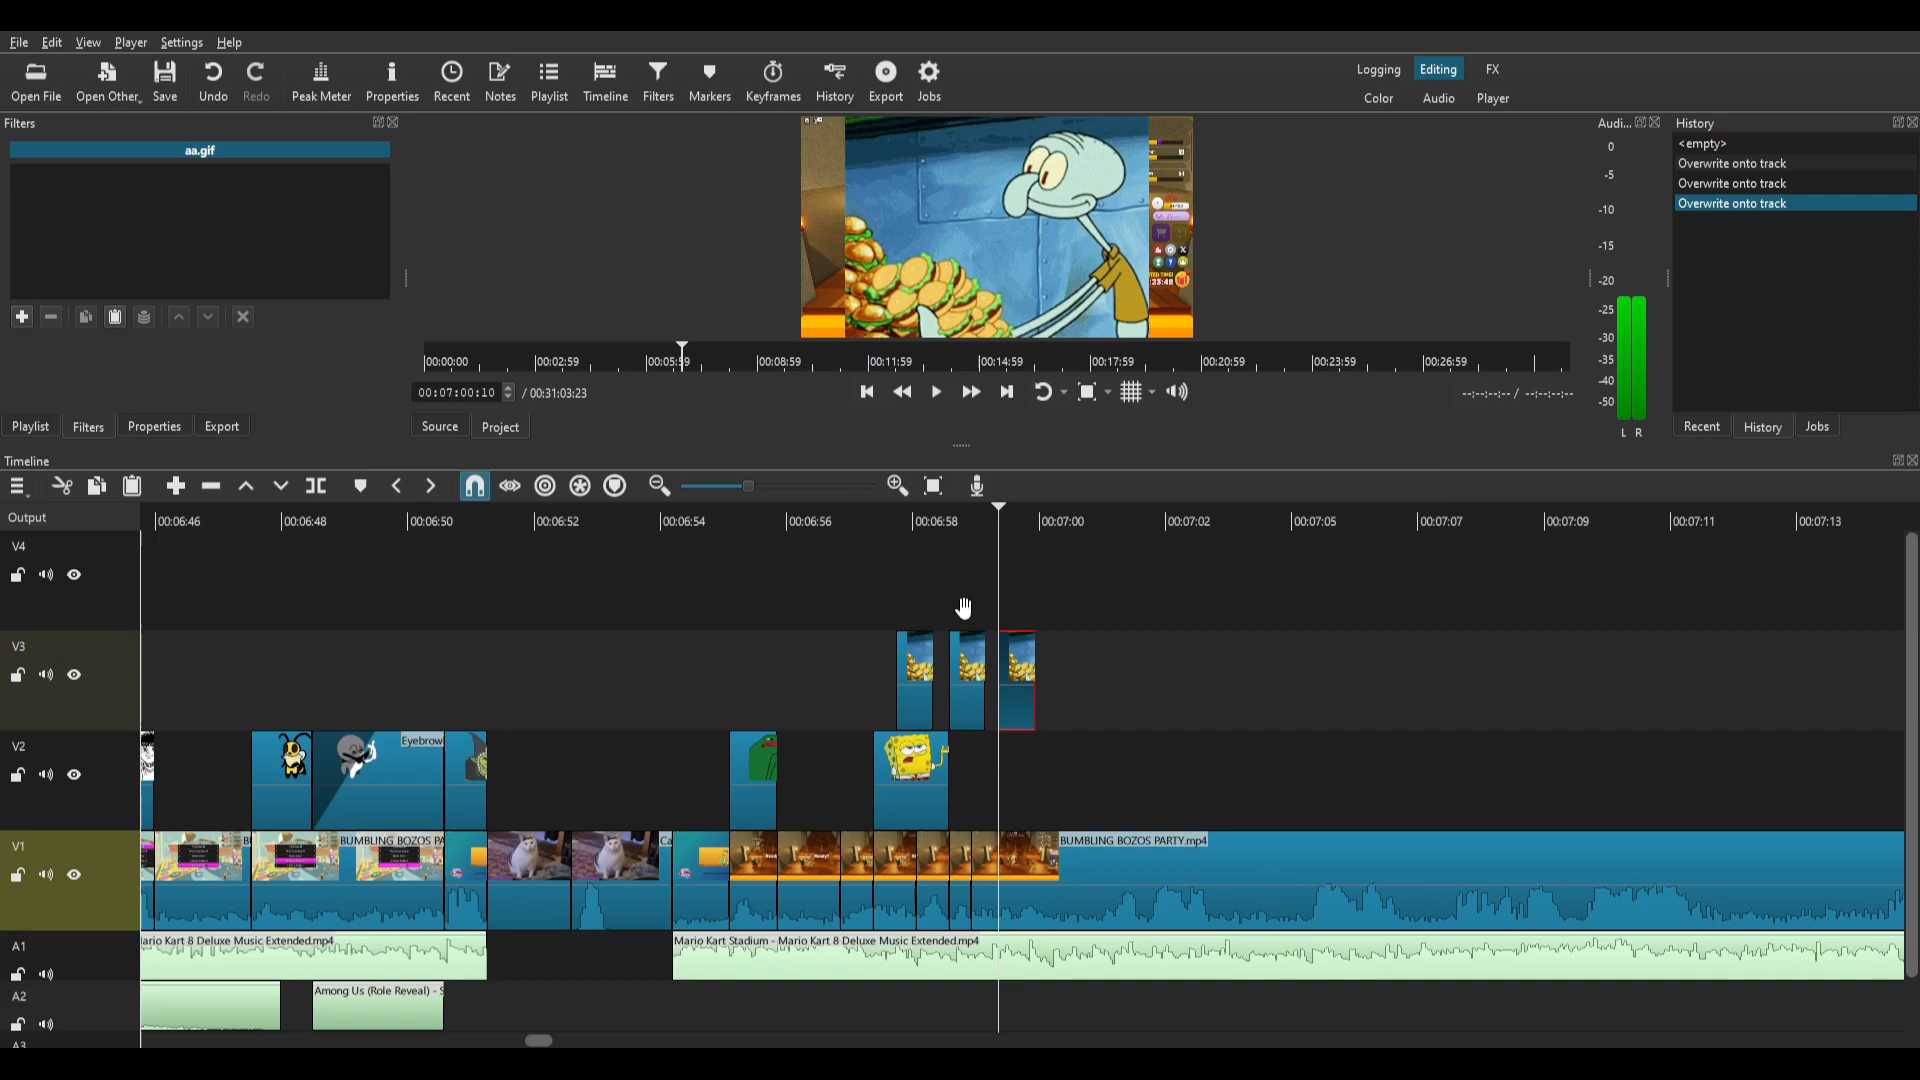 File Edit View Player Settings Help
Open File Open Other... Save Undo Redo Peak Meter Properties Recent Notes Playlist Timeline Filters Markers Keyframes History Export Jobs
Logging Editing FX
Color Audio Player
Filters
aa.gif
Audi...
0
-5
-10
-15
-20
-25
-30
-35
-40
-50
L R
History
<empty>
Overwrite onto track
Overwrite onto track
Overwrite onto track
23:48
00:00:00 00:02:59 00:05:59 00:08:59 00:11:59 00:14:59 00:17:59 00:20:59 00:23:59 00:26:59
00:07:00:10 / 00:31:03:23
--:--:--:-- / --:--:--:--
Playlist Filters Properties Export
Source Project
Recent History Jobs
Timeline
Output
00:06:46 00:06:48 00:06:50 00:06:52 00:06:54 00:06:56 00:06:58 00:07:00 00:07:02 00:07:05 00:07:07 00:07:09 00:07:11 00:07:13
V4
V3
V2
Eyebrow
V1
B
BUMBLING BOZOS PA
Ca
BUMBLING BOZOS PARTY.mp4
A1
ario Kart 8 Deluxe Music Extended.mp4
Mario Kart Stadium - Mario Kart 8 Deluxe Music Extended.mp4
A2
Among Us (Role Reveal) - S
A3